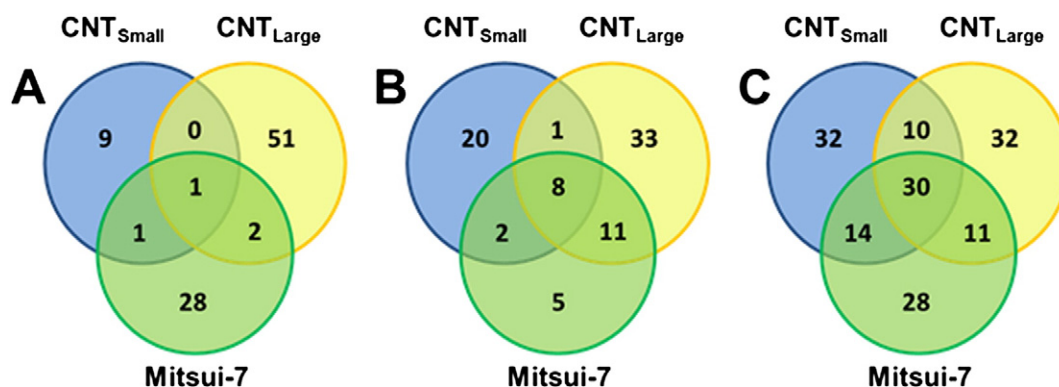 CNTSmall CNTLarge CNTSmall CNTLarge CNTSmall CNTLarge
A B C
9 0 51 20 1 33 32 10 32
1 8 30
1 2 2 11 14 11
28 5 28
Mitsui-7 Mitsui-7 Mitsui-7